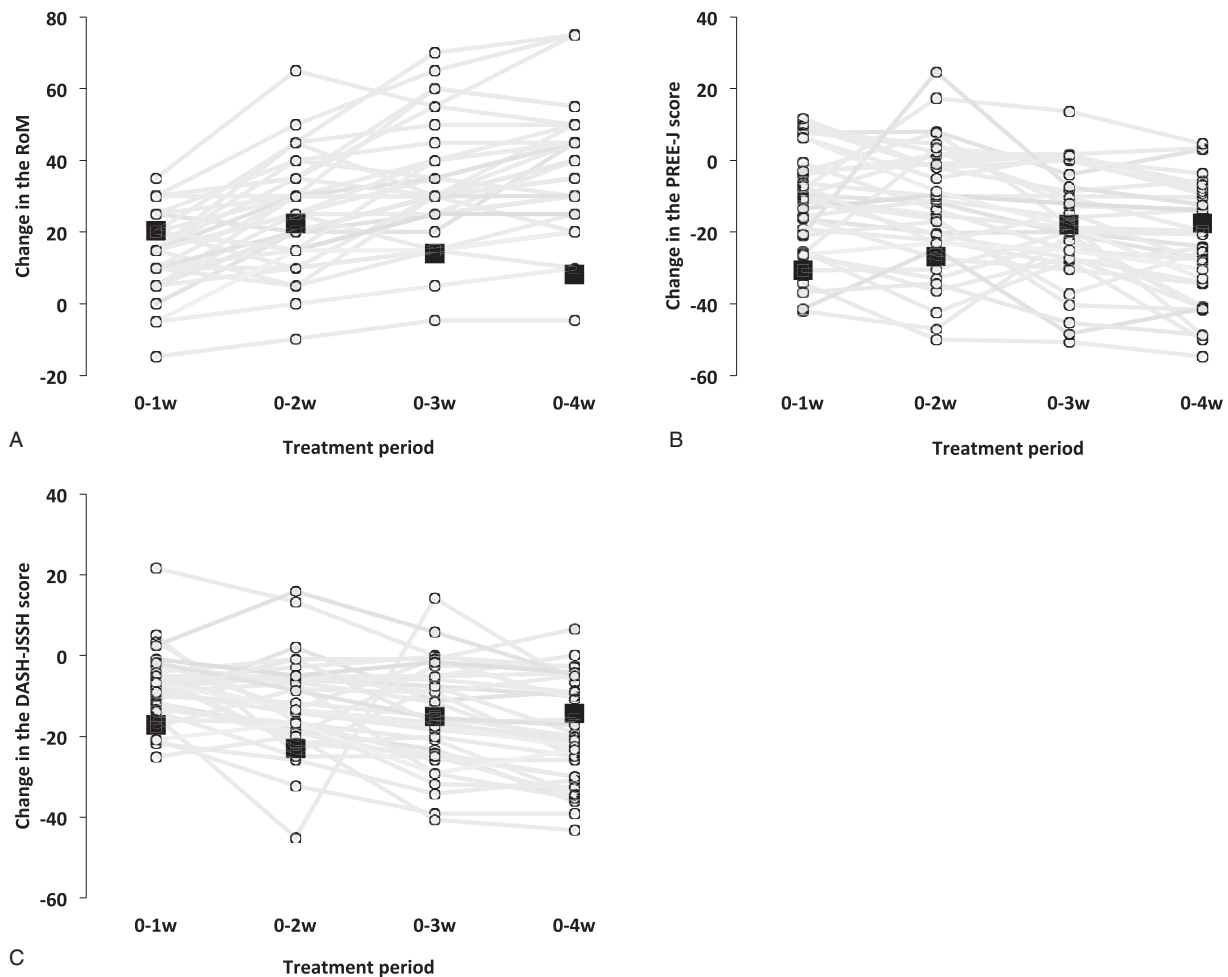 80
60
40
20
0
-20
Change in the RoM
0-1w 0-2w 0-3w 0-4w
Treatment period
A
40
20
0
-20
-40
-60
Change in the PREE-J score
0-1w 0-2w 0-3w 0-4w
Treatment period
B
40
20
0
-20
-40
-60
Change in the DASH-JSSH score
0-1w 0-2w 0-3w 0-4w
Treatment period
C